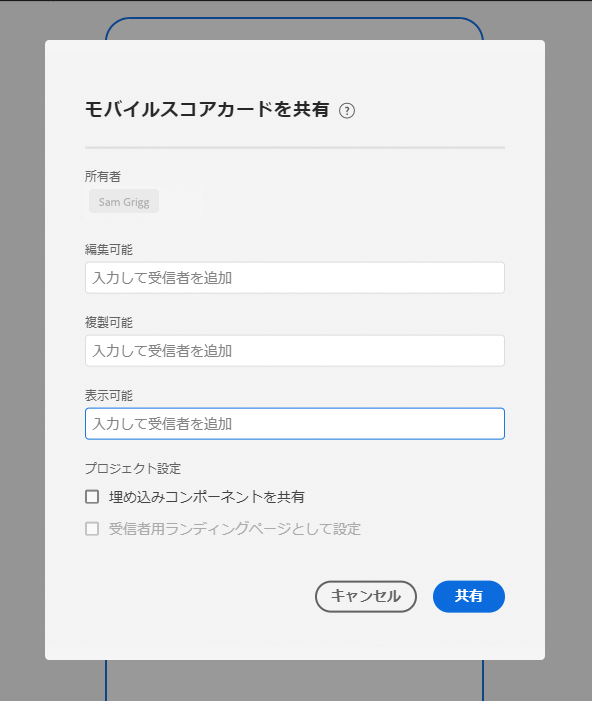 モバイルスコアカードを共有 ?
所有者
Sam Grigg
編集可能
入力して受信者を追加
複製可能
入力して受信者を追加
表示可能
入力して受信者を追加
プロジェクト設定
埋め込みコンポーネントを共有
受信者用ランディングページとして設定
キャンセル 共有